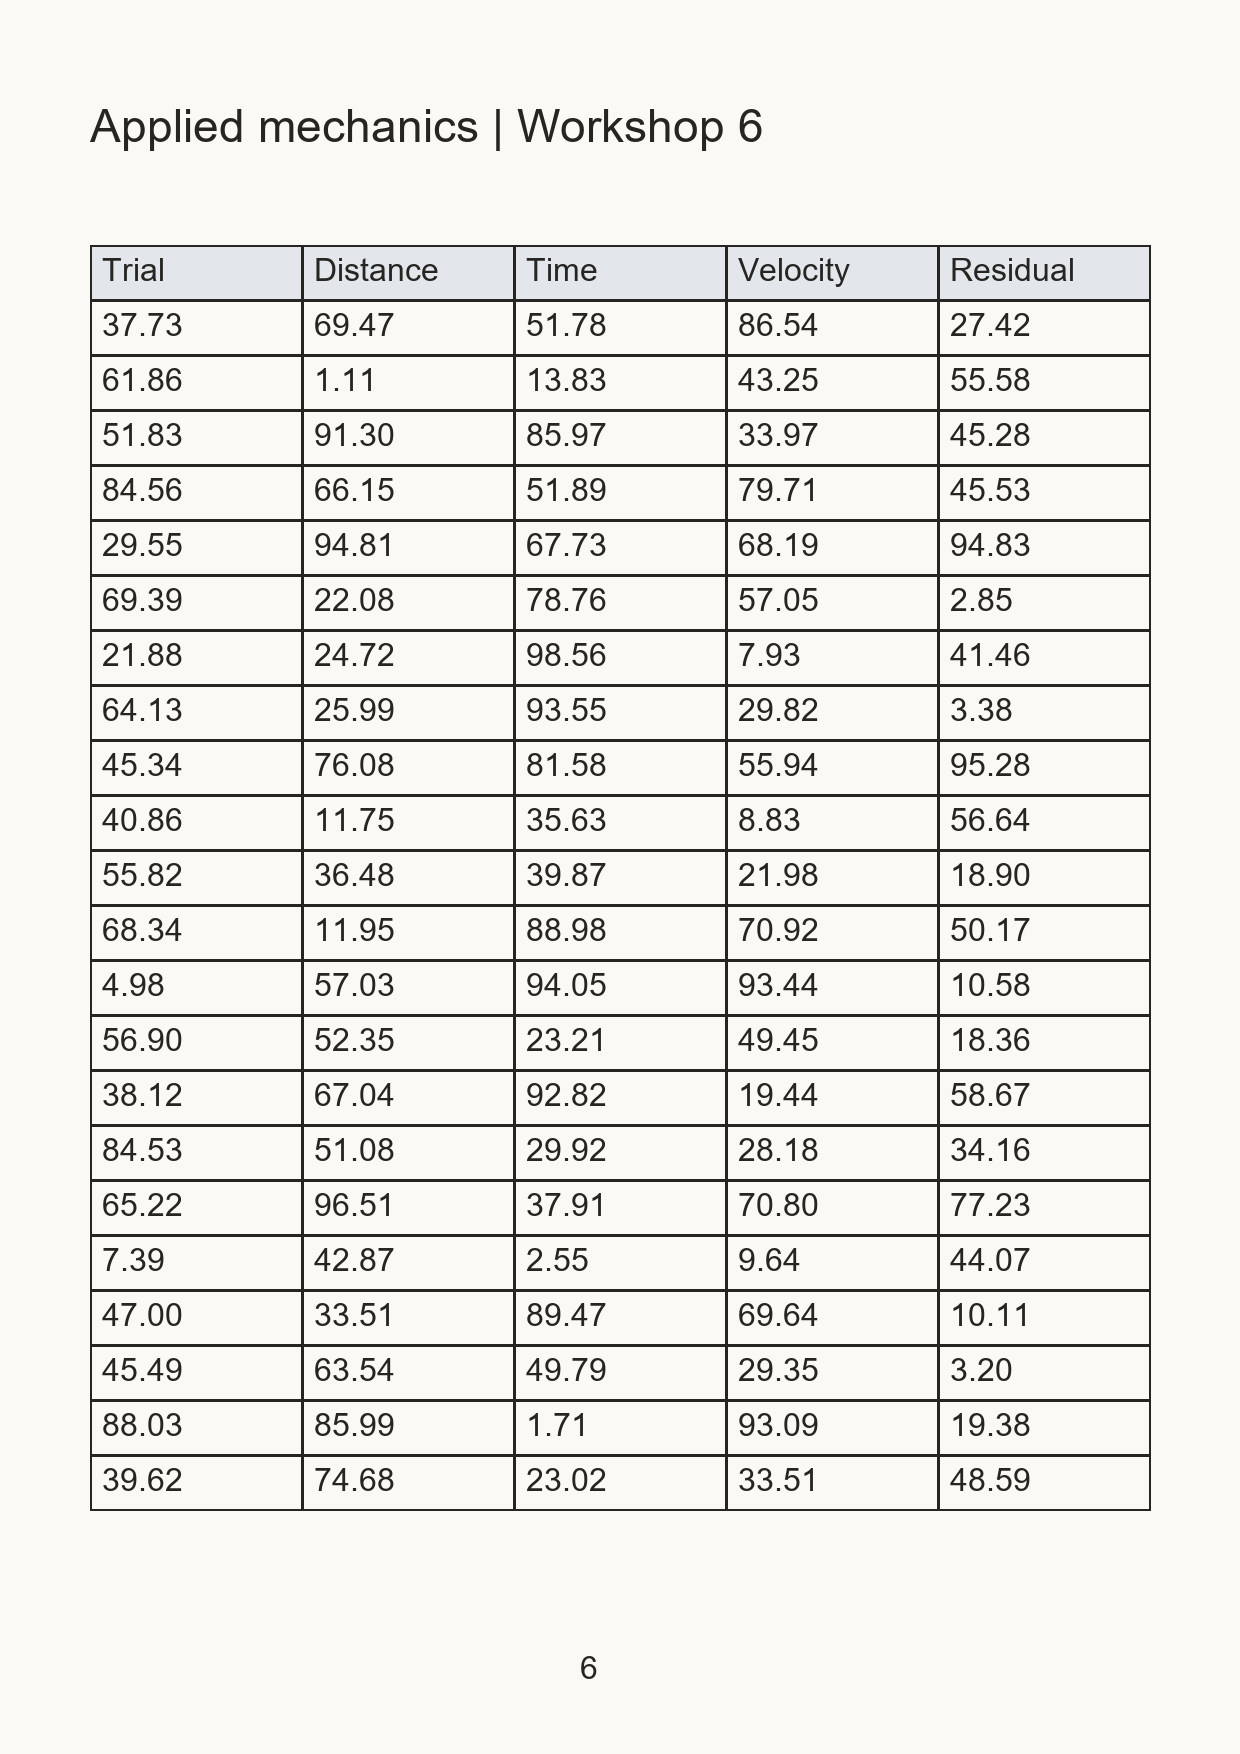 Applied mechanics | Workshop 6
Trial Distance Time Velocity Residual
37.73 69.47 51.78 86.54 27.42
61.86 1.11 13.83 43.25 55.58
51.83 91.30 85.97 33.97 45.28
84.56 66.15 51.89 79.71 45.53
29.55 94.81 67.73 68.19 94.83
69.39 22.08 78.76 57.05 2.85
21.88 24.72 98.56 7.93 41.46
64.13 25.99 93.55 29.82 3.38
45.34 76.08 81.58 55.94 95.28
40.86 11.75 35.63 8.83 56.64
55.82 36.48 39.87 21.98 18.90
68.34 11.95 88.98 70.92 50.17
4.98 57.03 94.05 93.44 10.58
56.90 52.35 23.21 49.45 18.36
38.12 67.04 92.82 19.44 58.67
84.53 51.08 29.92 28.18 34.16
65.22 96.51 37.91 70.80 77.23
7.39 42.87 2.55 9.64 44.07
47.00 33.51 89.47 69.64 10.11
45.49 63.54 49.79 29.35 3.20
88.03 85.99 1.71 93.09 19.38
39.62 74.68 23.02 33.51 48.59
6